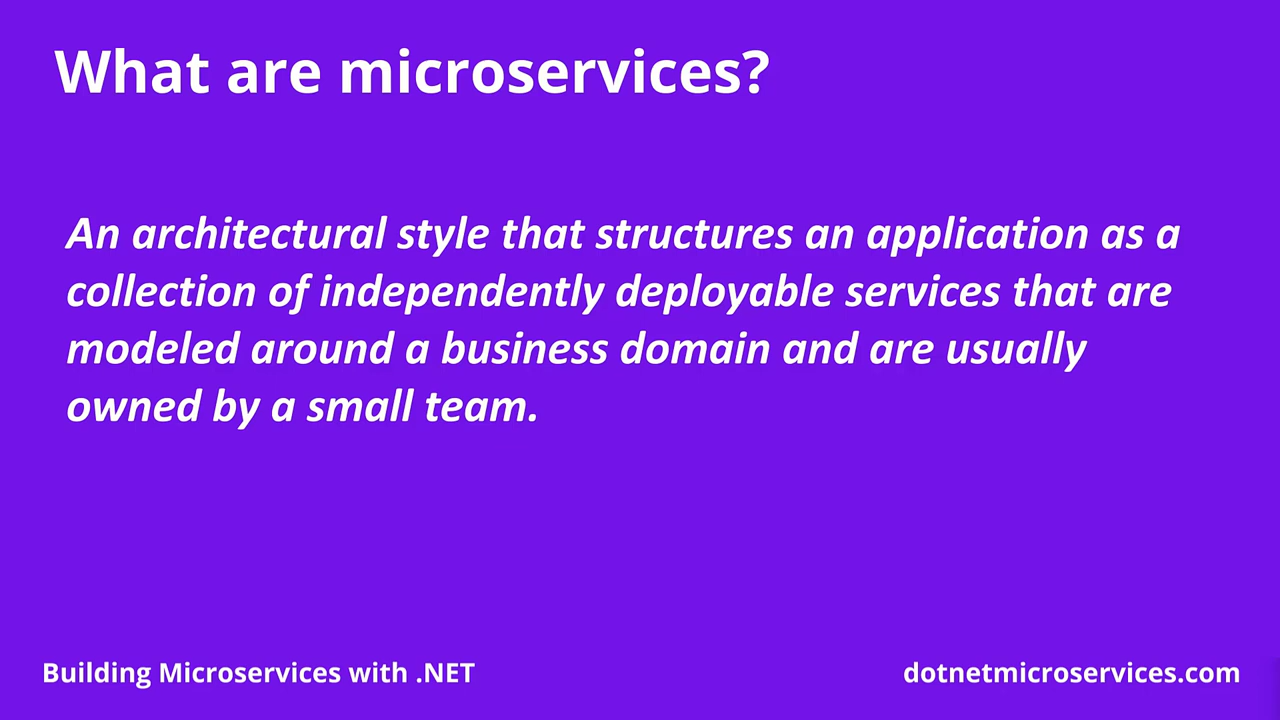 What are microservices?
An architectural style that structures an application as a
collection of independently deployable services that are
modeled around a business domain and are usually
owned by a small team.
Building Microservices with .NET
dotnetmicroservices.com